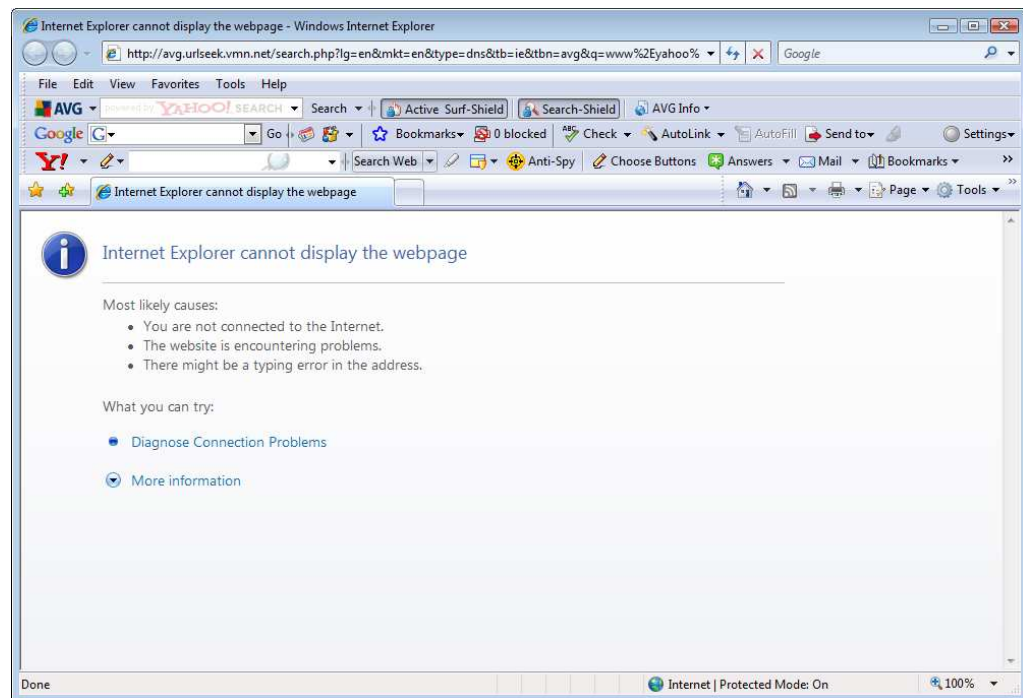 Internet Explorer cannot display the webpage - Windows Internet Explorer
http://avg.urlseek.vmn.net/search.php?lg=en&mkt=en&type=dns&tb=ie&tbn=avg&q=www%2Eyahoo% Google
File Edit View Favorites Tools Help
AVG powered by YAHOO! SEARCH Search Active Surf-Shield Search-Shield AVG Info
Google G Go Bookmarks 0 blocked ABC Check AutoLink AutoFill Send to Settings
Y! Search Web Anti-Spy Choose Buttons Answers Mail Bookmarks »
Internet Explorer cannot display the webpage Page Tools »
Internet Explorer cannot display the webpage
Most likely causes:
• You are not connected to the Internet.
• The website is encountering problems.
• There might be a typing error in the address.
What you can try:
Diagnose Connection Problems
More information
Done Internet | Protected Mode: On 100%